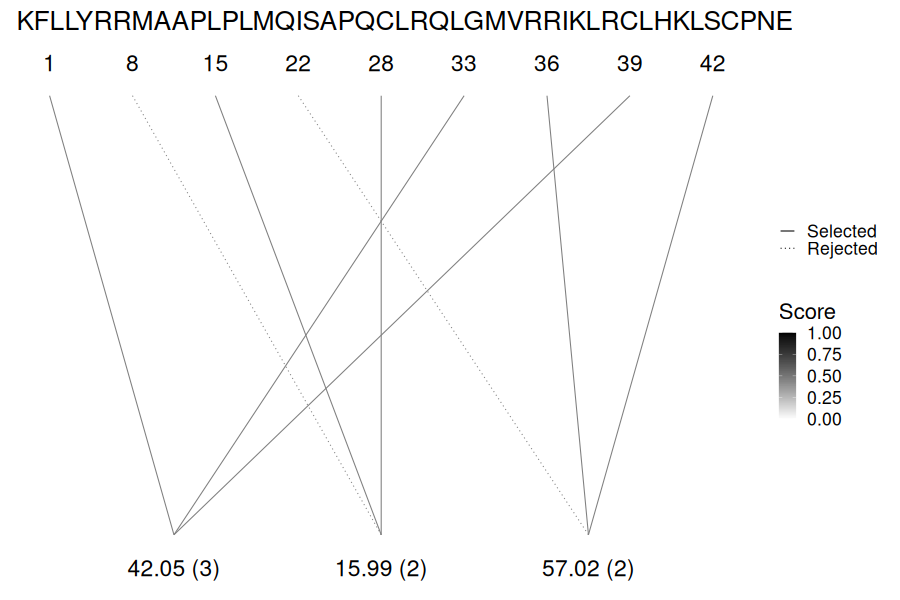 KFLLYRRMAAPLPLMQISAPQCLRQLGMVRRIKLRCLHKLSCPNE
1 8 15 22 28 33 36 39 42
Selected
Rejected
Score
1.00
0.75
0.50
0.25
0.00
42.05 (3) 15.99 (2) 57.02 (2)